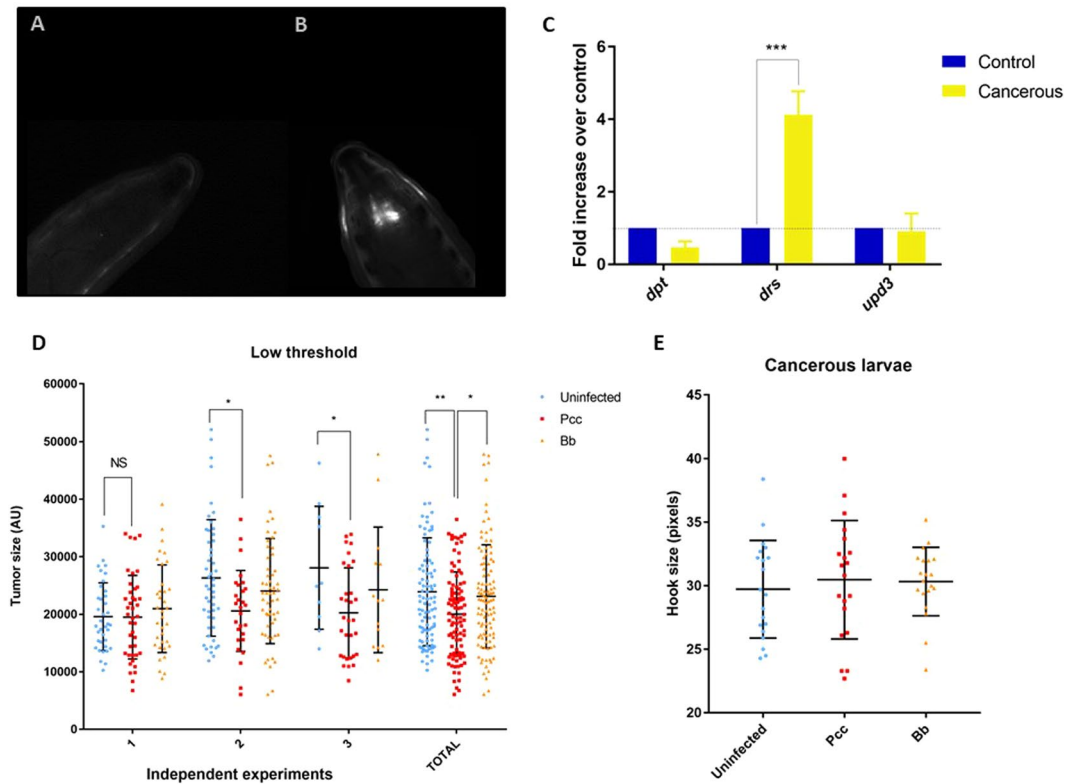 A
B
C
Fold increase over control
6
4
2
0
***
Control
Cancerous
dpt
drs
upd3
D
Low threshold
Tumor size (AU)
60000
50000
40000
30000
20000
10000
0
NS
*
*
**
*
Uninfected
Pcc
Bb
1
2
3
TOTAL
Independent experiments
E
Cancerous larvae
Hook size (pixels)
45
40
35
30
25
20
Uninfected
Pcc
Bb